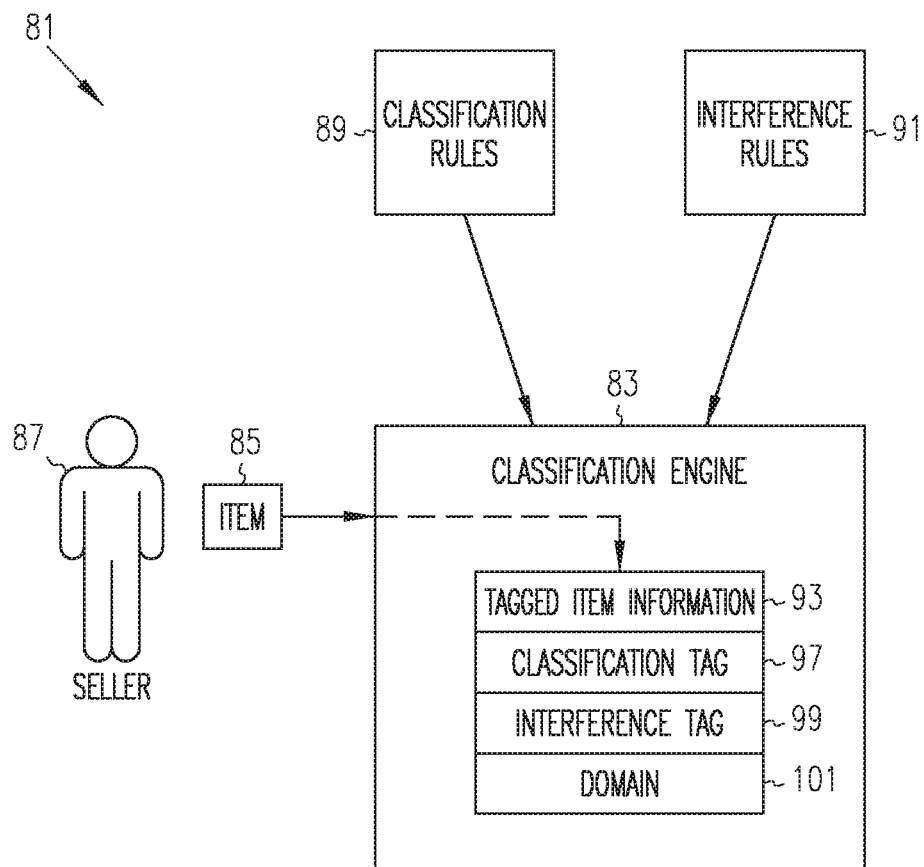 81
89
CLASSIFICATION
RULES
INTERFERENCE
RULES
91
83
87
85
CLASSIFICATION ENGINE
ITEM
TAGGED ITEM INFORMATION
93
CLASSIFICATION TAG
97
INTERFERENCE TAG
99
DOMAIN
101
SELLER